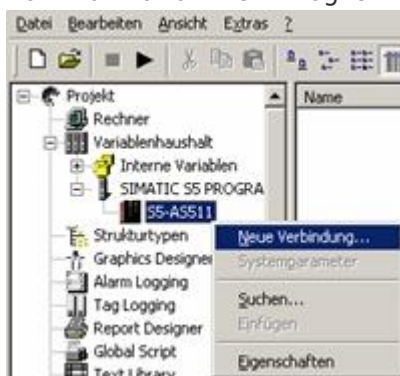 Datei Bearbeiten Ansicht Extras ?
Projekt
Name
Rechner
Variablenhaushalt
Interne Variablen
SIMATIC S5 PROGRA
S5-AS511
Strukturtypen
Neue Verbindung...
Graphics Designer
Systemparameter
Alarm Logging
Tag Logging
Suchen...
Report Designer
Einfügen
Global Script
Eigenschaften
Text Library